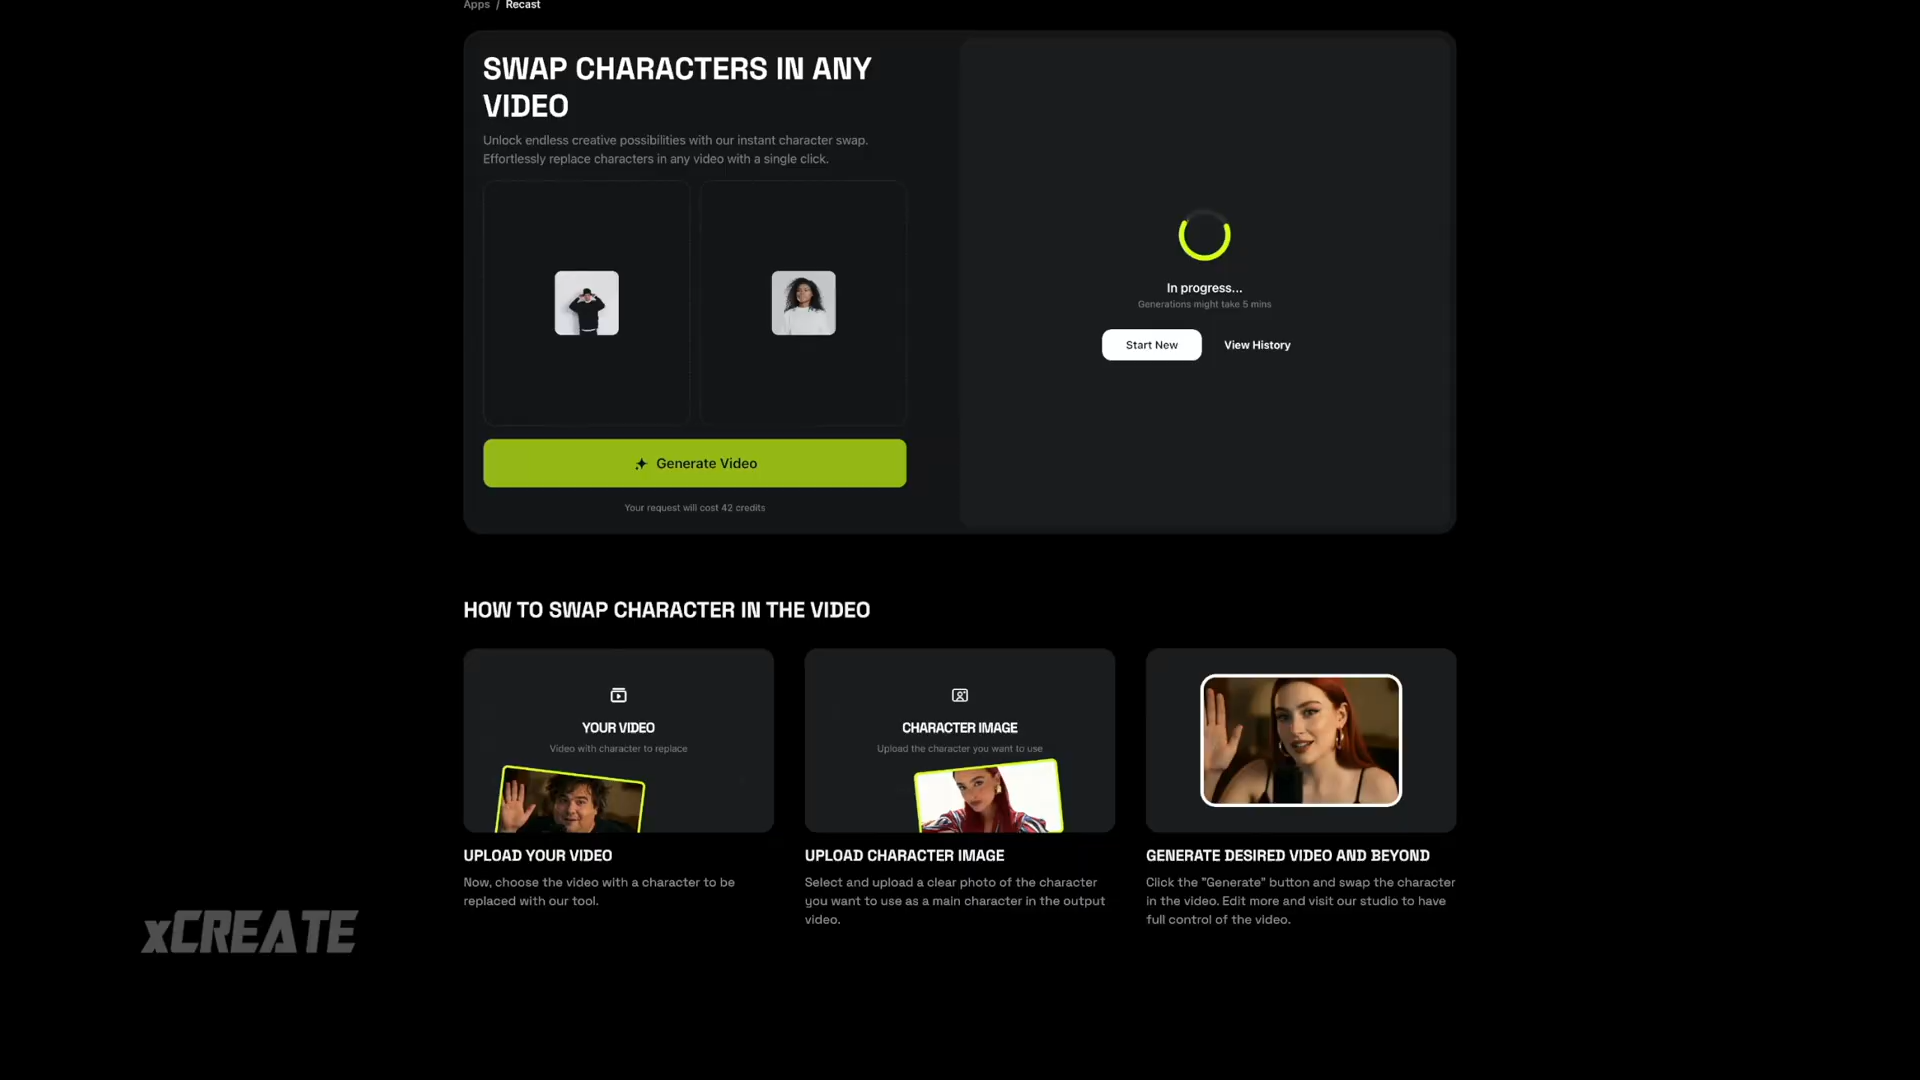 Apps / Recast
SWAP CHARACTERS IN ANY
VIDEO
Unlock endless creative possibilities with our instant character swap.
Effortlessly replace characters in any video with a single click.
Generate Video
Your request will cost 42 credits
In progress...
Generations might take 5 mins
Start New
View History
HOW TO SWAP CHARACTER IN THE VIDEO
YOUR VIDEO
Video with character to replace
UPLOAD YOUR VIDEO
Now, choose the video with a character to be
replaced with our tool.
CHARACTER IMAGE
Upload the character you want to use
UPLOAD CHARACTER IMAGE
Select and upload a clear photo of the character
you want to use as a main character in the output
video.
GENERATE DESIRED VIDEO AND BEYOND
Click the "Generate" button and swap the character
in the video. Edit more and visit our studio to have
full control of the video.
xCREATE